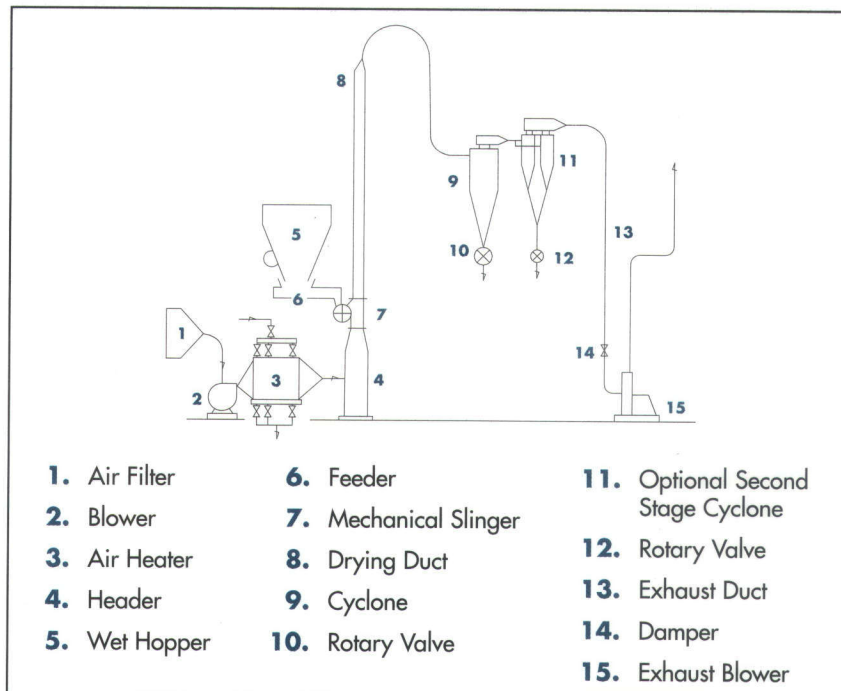 8
5
9
11
10
12
13
6
7
1
14
3
4
2
15
1. Air Filter
2. Blower
3. Air Heater
4. Header
5. Wet Hopper
6. Feeder
7. Mechanical Slinger
8. Drying Duct
9. Cyclone
10. Rotary Valve
11. Optional Second
Stage Cyclone
12. Rotary Valve
13. Exhaust Duct
14. Damper
15. Exhaust Blower